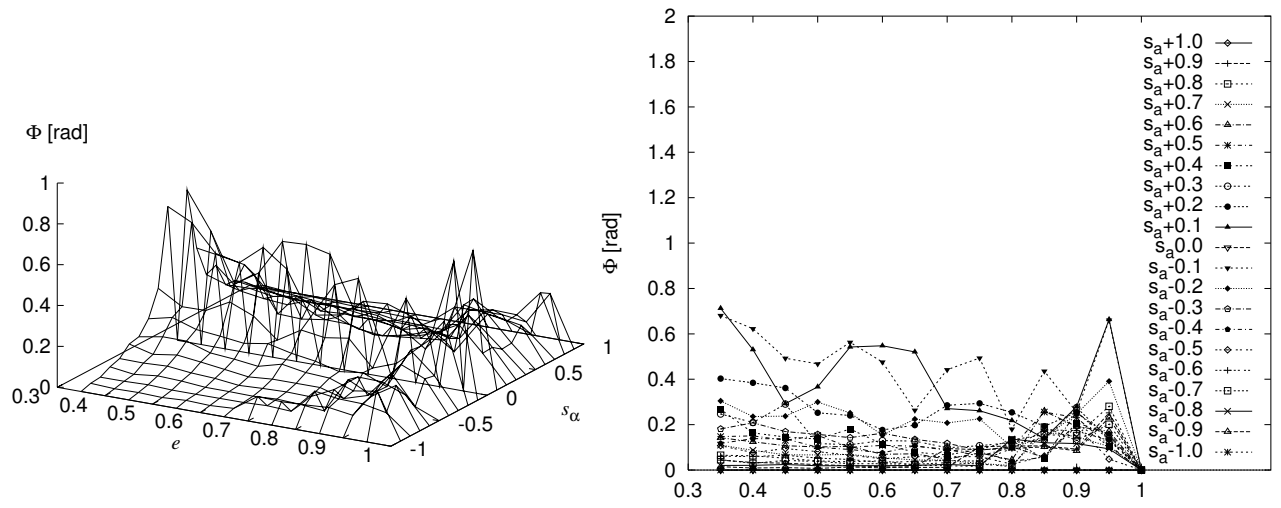 Φ [rad]
1
0.8
0.6
0.4
0.2
0
0.3
0.4
0.5
0.6
0.7
0.8
0.9
1
e
-1
-0.5
0
0.5
1
sα
Φ [rad]
2
1.8
1.6
1.4
1.2
1
0.8
0.6
0.4
0.2
0
0.3 0.4 0.5 0.6 0.7 0.8 0.9 1
sa+1.0
sa+0.9
sa+0.8
sa+0.7
sa+0.6
sa+0.5
sa+0.4
sa+0.3
sa+0.2
sa+0.1
sa0.0
sa-0.1
sa-0.2
sa-0.3
sa-0.4
sa-0.5
sa-0.6
sa-0.7
sa-0.8
sa-0.9
sa-1.0